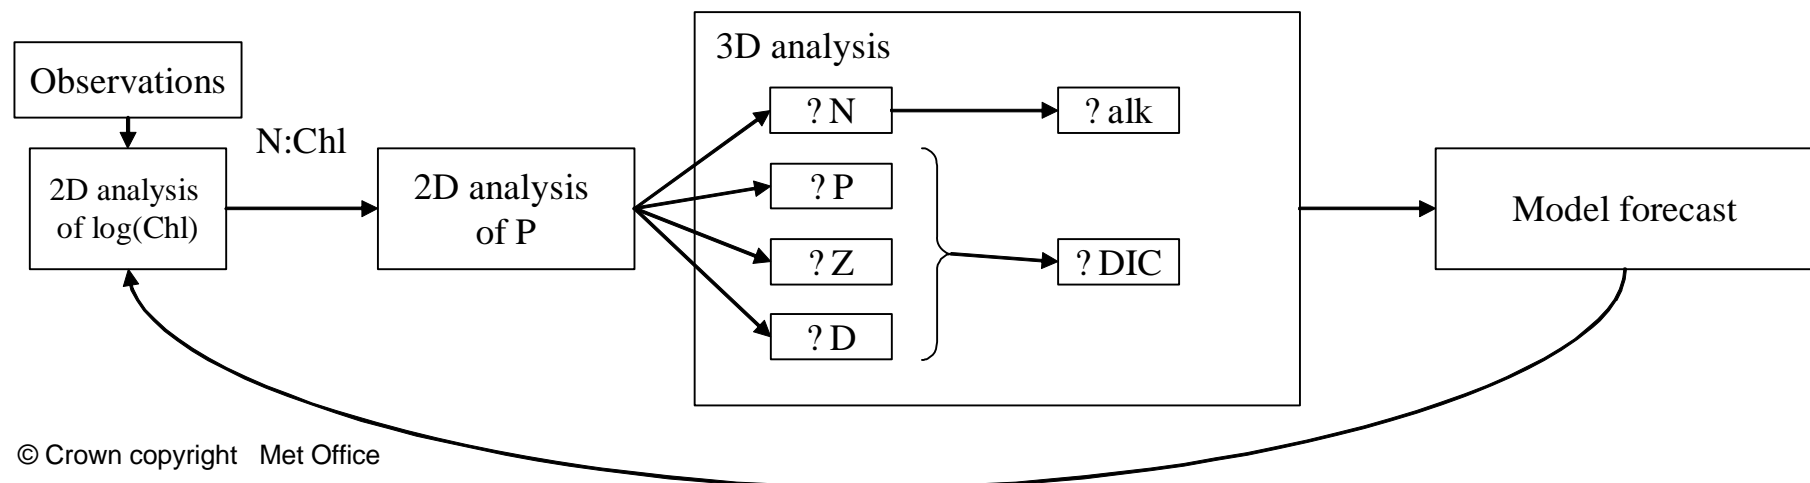 3D analysis
Observations
N:Chl
2D analysis
of log(Chl)
2D analysis
of P
? N
? alk
? P
? Z
? DIC
? D
Model forecast
© Crown copyright Met Office